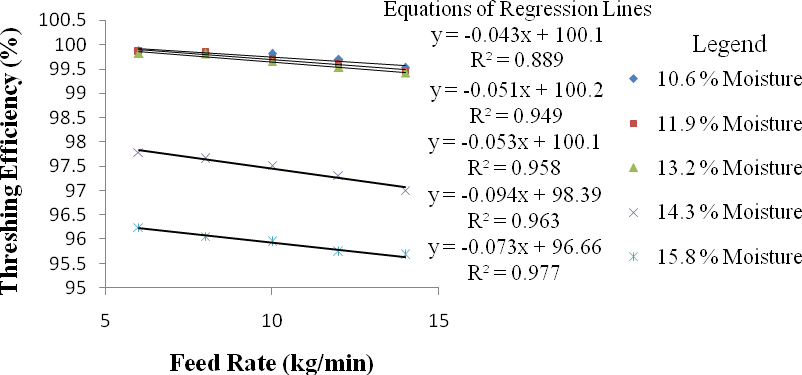 Equations of Regression Lines
y = -0.043x + 100.1
R² = 0.889
y = -0.051x + 100.2
R² = 0.949
y = -0.053x + 100.1
R² = 0.958
y = -0.094x + 98.39
R² = 0.963
y = -0.073x + 96.66
R² = 0.977
Legend
10.6 % Moisture
11.9 % Moisture
13.2 % Moisture
14.3 % Moisture
15.8 % Moisture
Threshing Efficiency (%)
100.5
100
99.5
99
98.5
98
97.5
97
96.5
96
95.5
95
5
10
15
Feed Rate (kg/min)